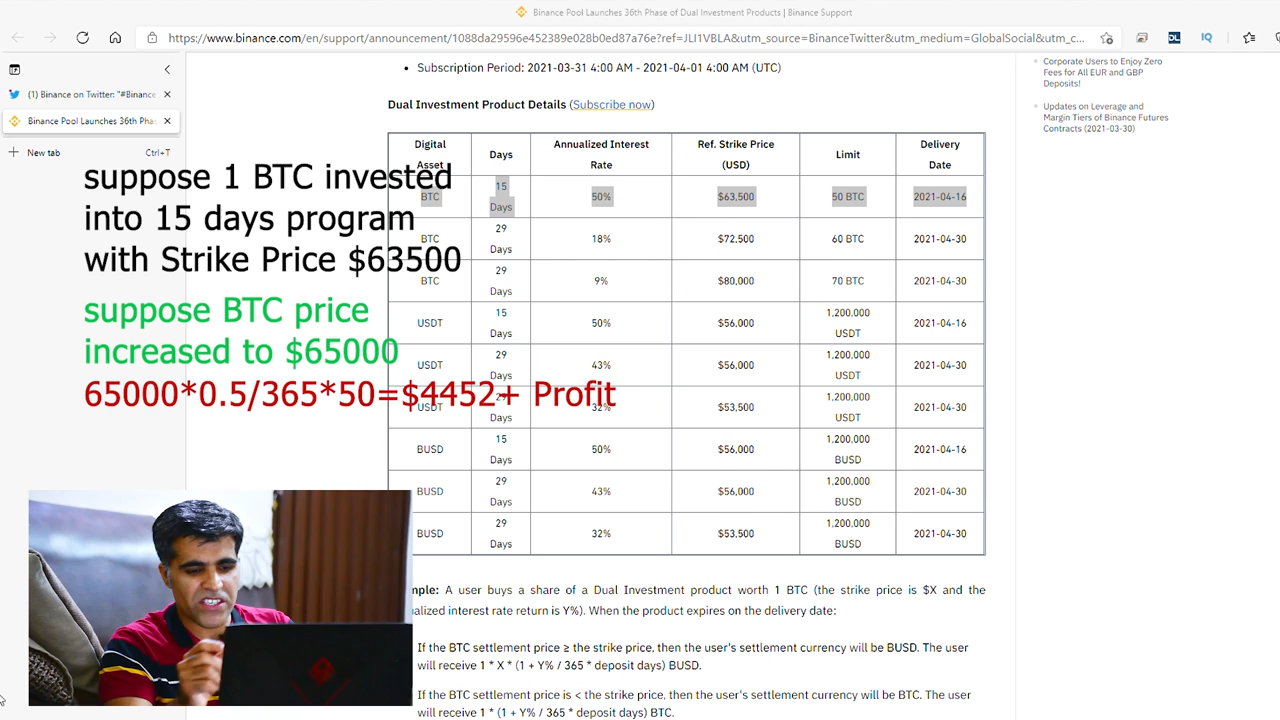 Binance Pool Launches 36th Phase of Dual Investment Products | Binance Support
https://www.binance.com/en/support/announcement/1088da29596e452389e028b0ed87a76e?ref=JLI1VBLA&utm_source=BinanceTwitter&utm_medium=GlobalSocial&utm_c...
DL
IQ
(1) Binance on Twitter: "#Binance
Binance Pool Launches 36th Pha
New tab
Ctrl+T
Subscription Period: 2021-03-31 4:00 AM - 2021-04-01 4:00 AM (UTC)
Dual Investment Product Details (Subscribe now)
Digital Asset Days Annualized Interest Rate Ref. Strike Price (USD) Limit Delivery Date
BTC 15 Days 50% $63,500 50 BTC 2021-04-16
BTC 29 Days 18% $72,500 60 BTC 2021-04-30
BTC 29 Days 9% $80,000 70 BTC 2021-04-30
USDT 15 Days 50% $56,000 1,200,000 USDT 2021-04-16
USDT 29 Days 43% $56,000 1,200,000 USDT 2021-04-30
USDT 29 Days 32% $53,500 1,200,000 USDT 2021-04-30
BUSD 15 Days 50% $56,000 1,200,000 BUSD 2021-04-16
BUSD 29 Days 43% $56,000 1,200,000 BUSD 2021-04-30
BUSD 29 Days 32% $53,500 1,200,000 BUSD 2021-04-30
suppose 1 BTC invested
into 15 days program
with Strike Price $63500
suppose BTC price
increased to $65000
65000*0.5/365*50=$4452+ Profit
mple: A user buys a share of a Dual Investment product worth 1 BTC (the strike price is $X and the
alized interest rate return is Y%). When the product expires on the delivery date:
If the BTC settlement price ≥ the strike price, then the user's settlement currency will be BUSD. The user
will receive 1 * X * (1 + Y% / 365 * deposit days) BUSD.
If the BTC settlement price is < the strike price, then the user's settlement currency will be BTC. The user
will receive 1 * (1 + Y% / 365 * deposit days) BTC.
Corporate Users to Enjoy Zero
Fees for All EUR and GBP
Deposits!
Updates on Leverage and
Margin Tiers of Binance Futures
Contracts (2021-03-30)